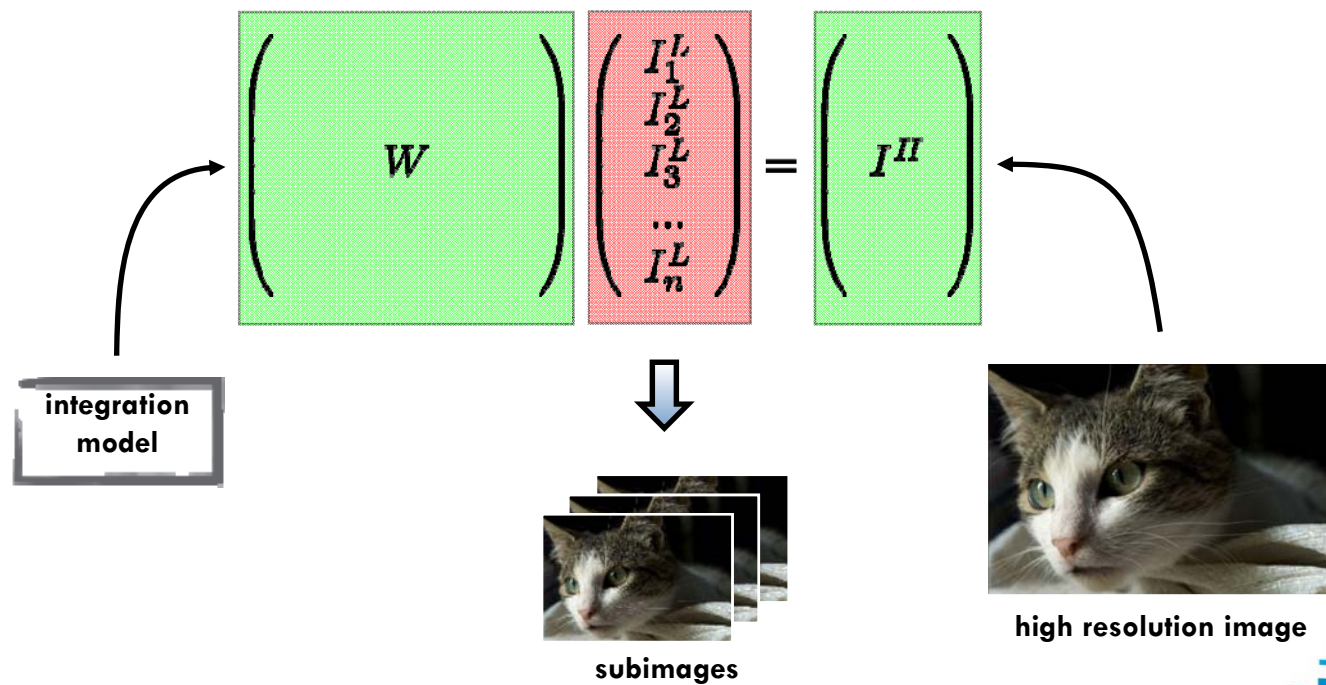 W
I_1^L
I_2^L
I_3^L
...
I_n^L
=
I^H
integration
model
subimages
high resolution image